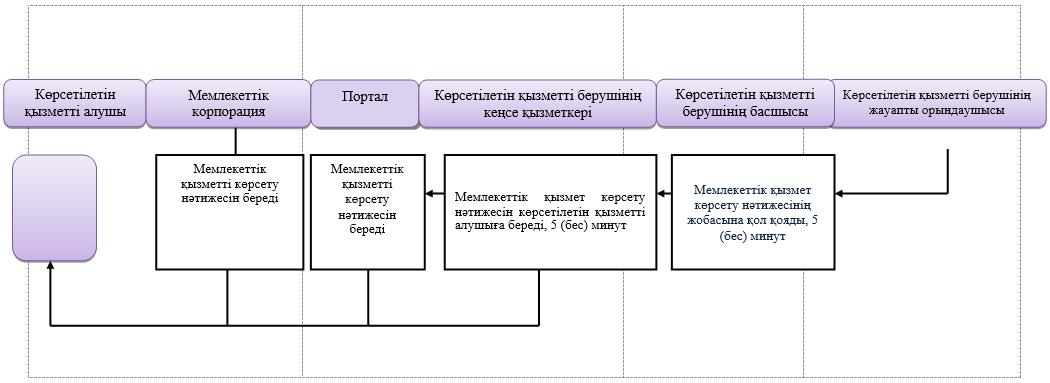 Көрсетілетін
қызметті алушы
Мемлекеттік
корпорация
Портал
Көрсетілетін қызметті берушінің
кеңсе қызметкері
Көрсетілетін қызметті
берушінің басшысы
Көрсетілетін қызметті берушінің
жауапты орындаушысы
Мемлекеттік
қызметті көрсету
нәтижесін береді
Мемлекеттік
қызметті
көрсету
нәтижесін
береді
Мемлекеттік қызмет көрсету
нәтижесін көрсетілетін қызметті
алушыға береді, 5 (бес) минут
Мемлекеттік қызмет
көрсету нәтижесінің
жобасына қол қояды, 5
(бес) минут